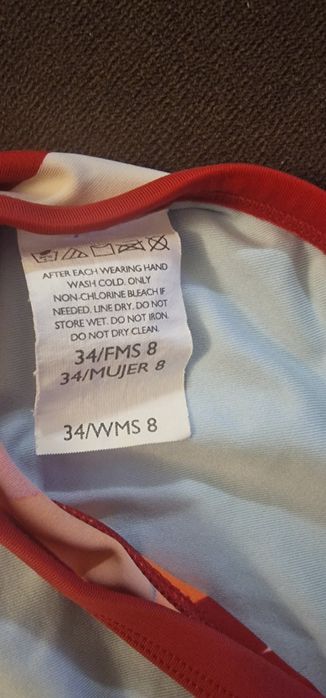 AFTER EACH WEARING HAND
WASH COLD. ONLY
NON-CHLORINE BLEACH IF
NEEDED. LINE DRY. DO NOT
STORE WET. DO NOT IRON.
DO NOT DRY CLEAN.
34/FMS 8
34/MUJER 8
34/WMS 8